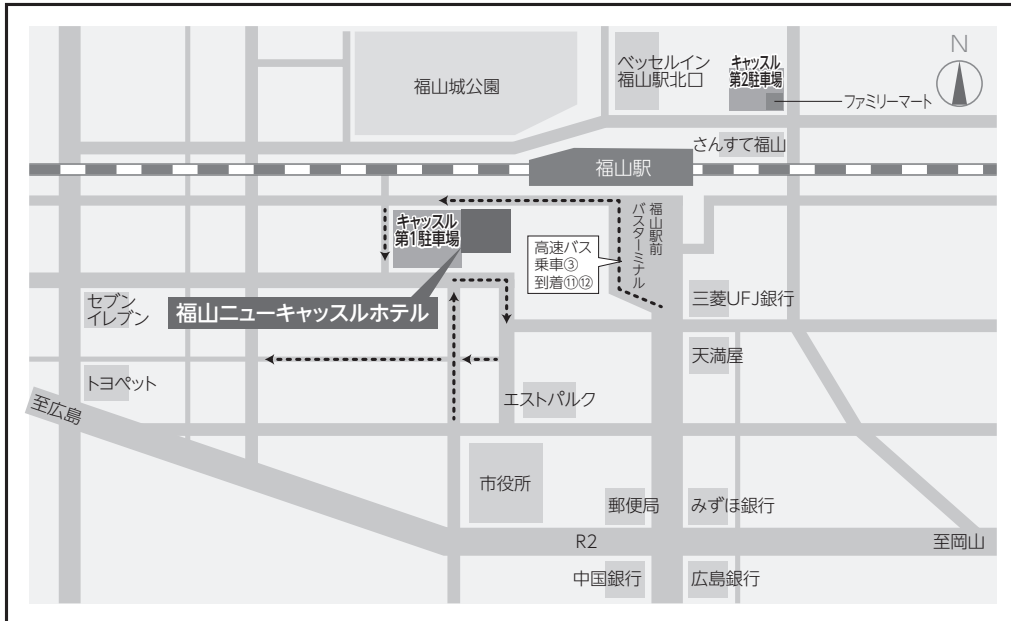 N
福山城公園
ベッセルイン
福山駅北口
キャッスル
第2駐車場
ファミリーマート
さんすて福山
福山駅
キャッスル
第1駐車場
高速バス
乗車③
到着⑪⑫
福山駅前
バスターミナル
セブン
イレブン
福山ニューキャッスルホテル
三菱UFJ銀行
天満屋
トヨペット
エストパルク
至広島
市役所
郵便局
みずほ銀行
R2
至岡山
中国銀行
広島銀行